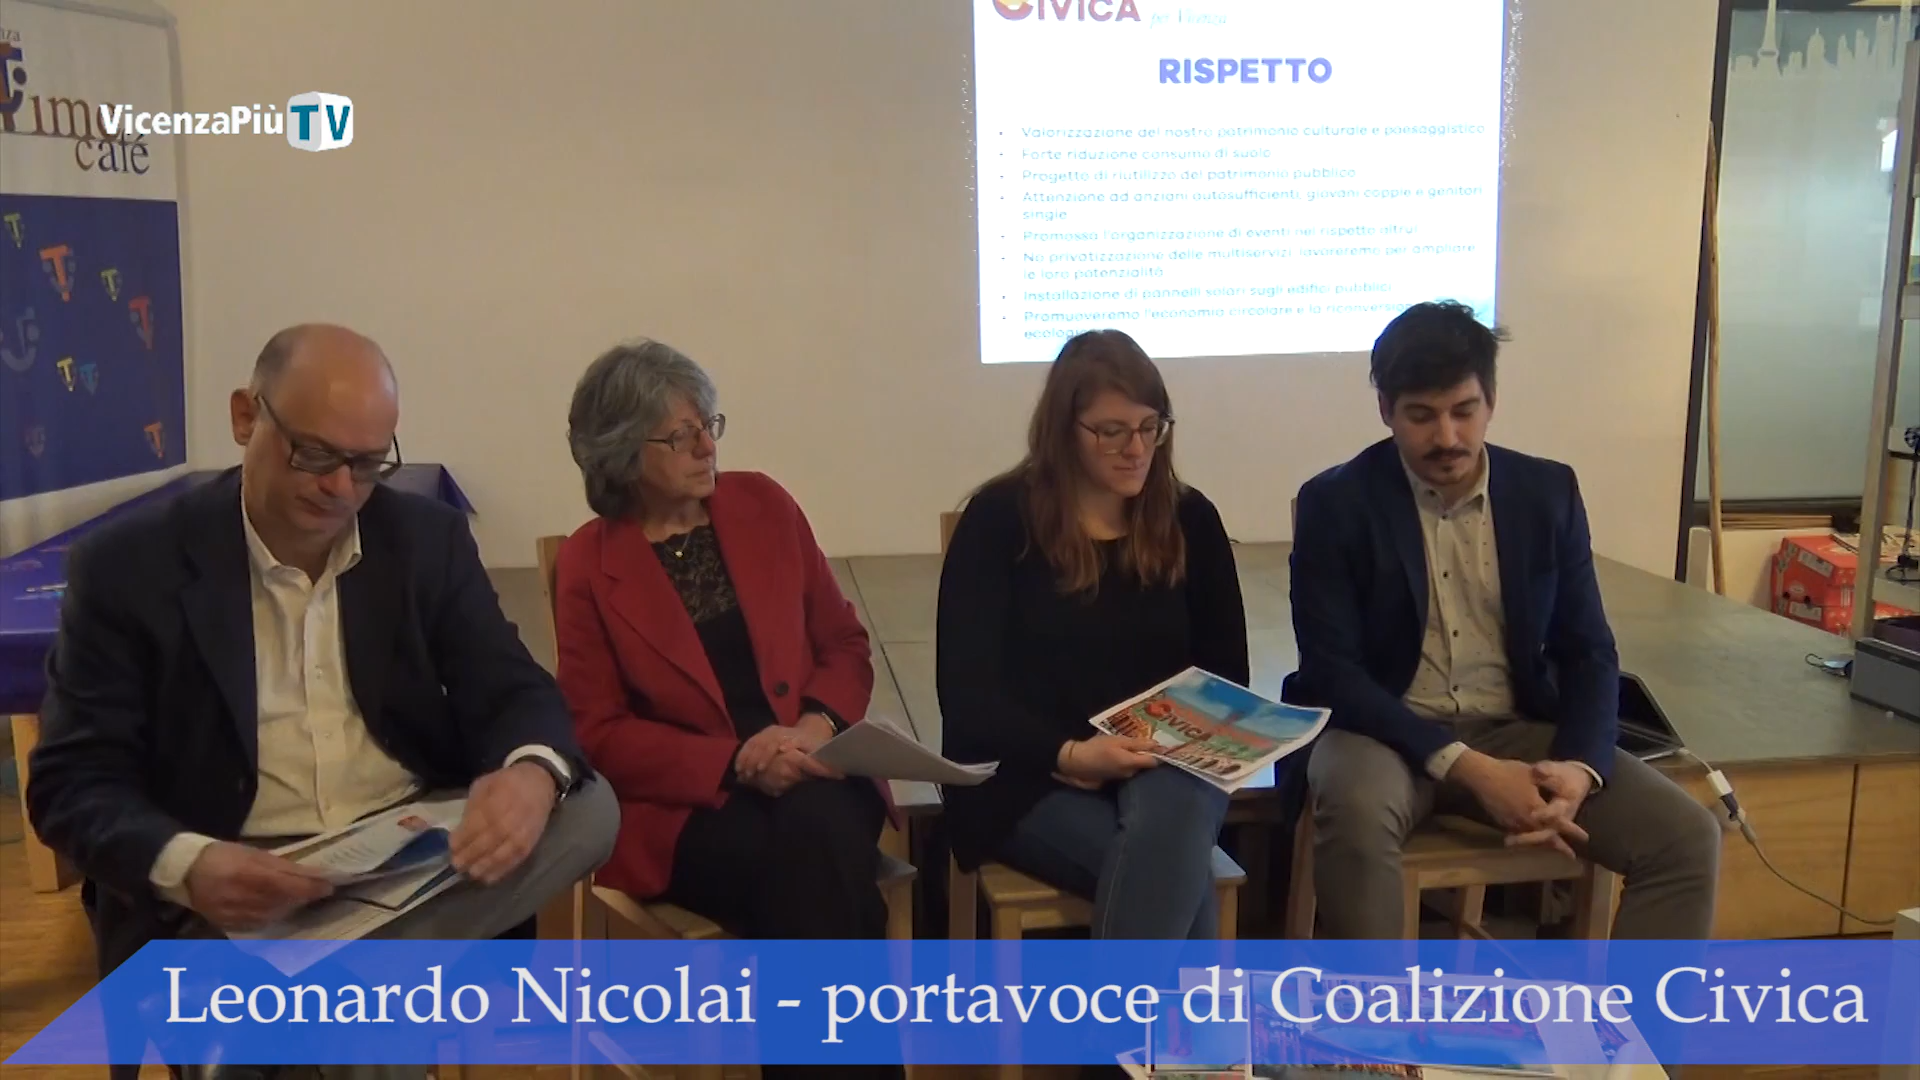 CIVICA
per Vicenza
RISPETTO
- Valorizzazione del nostro patrimonio culturale e paesaggistico
- Forte riduzione consumo di suolo
- Progetto di riutilizzo del patrimonio pubblico
- Attenzione ad anziani autosufficienti, giovani coppie e genitori
single
- Promossa l'organizzazione di eventi nel rispetto altrui
- No privatizzazione delle multiservizi, lavoreremo per ampliare
le loro potenzialità
- Installazione di pannelli solari sugli edifici pubblici
- Promuoveremo l'economia circolare e la
VicenzaPiù TV
café
CIVICA
Leonardo Nicolai - portavoce di Coalizione Civica